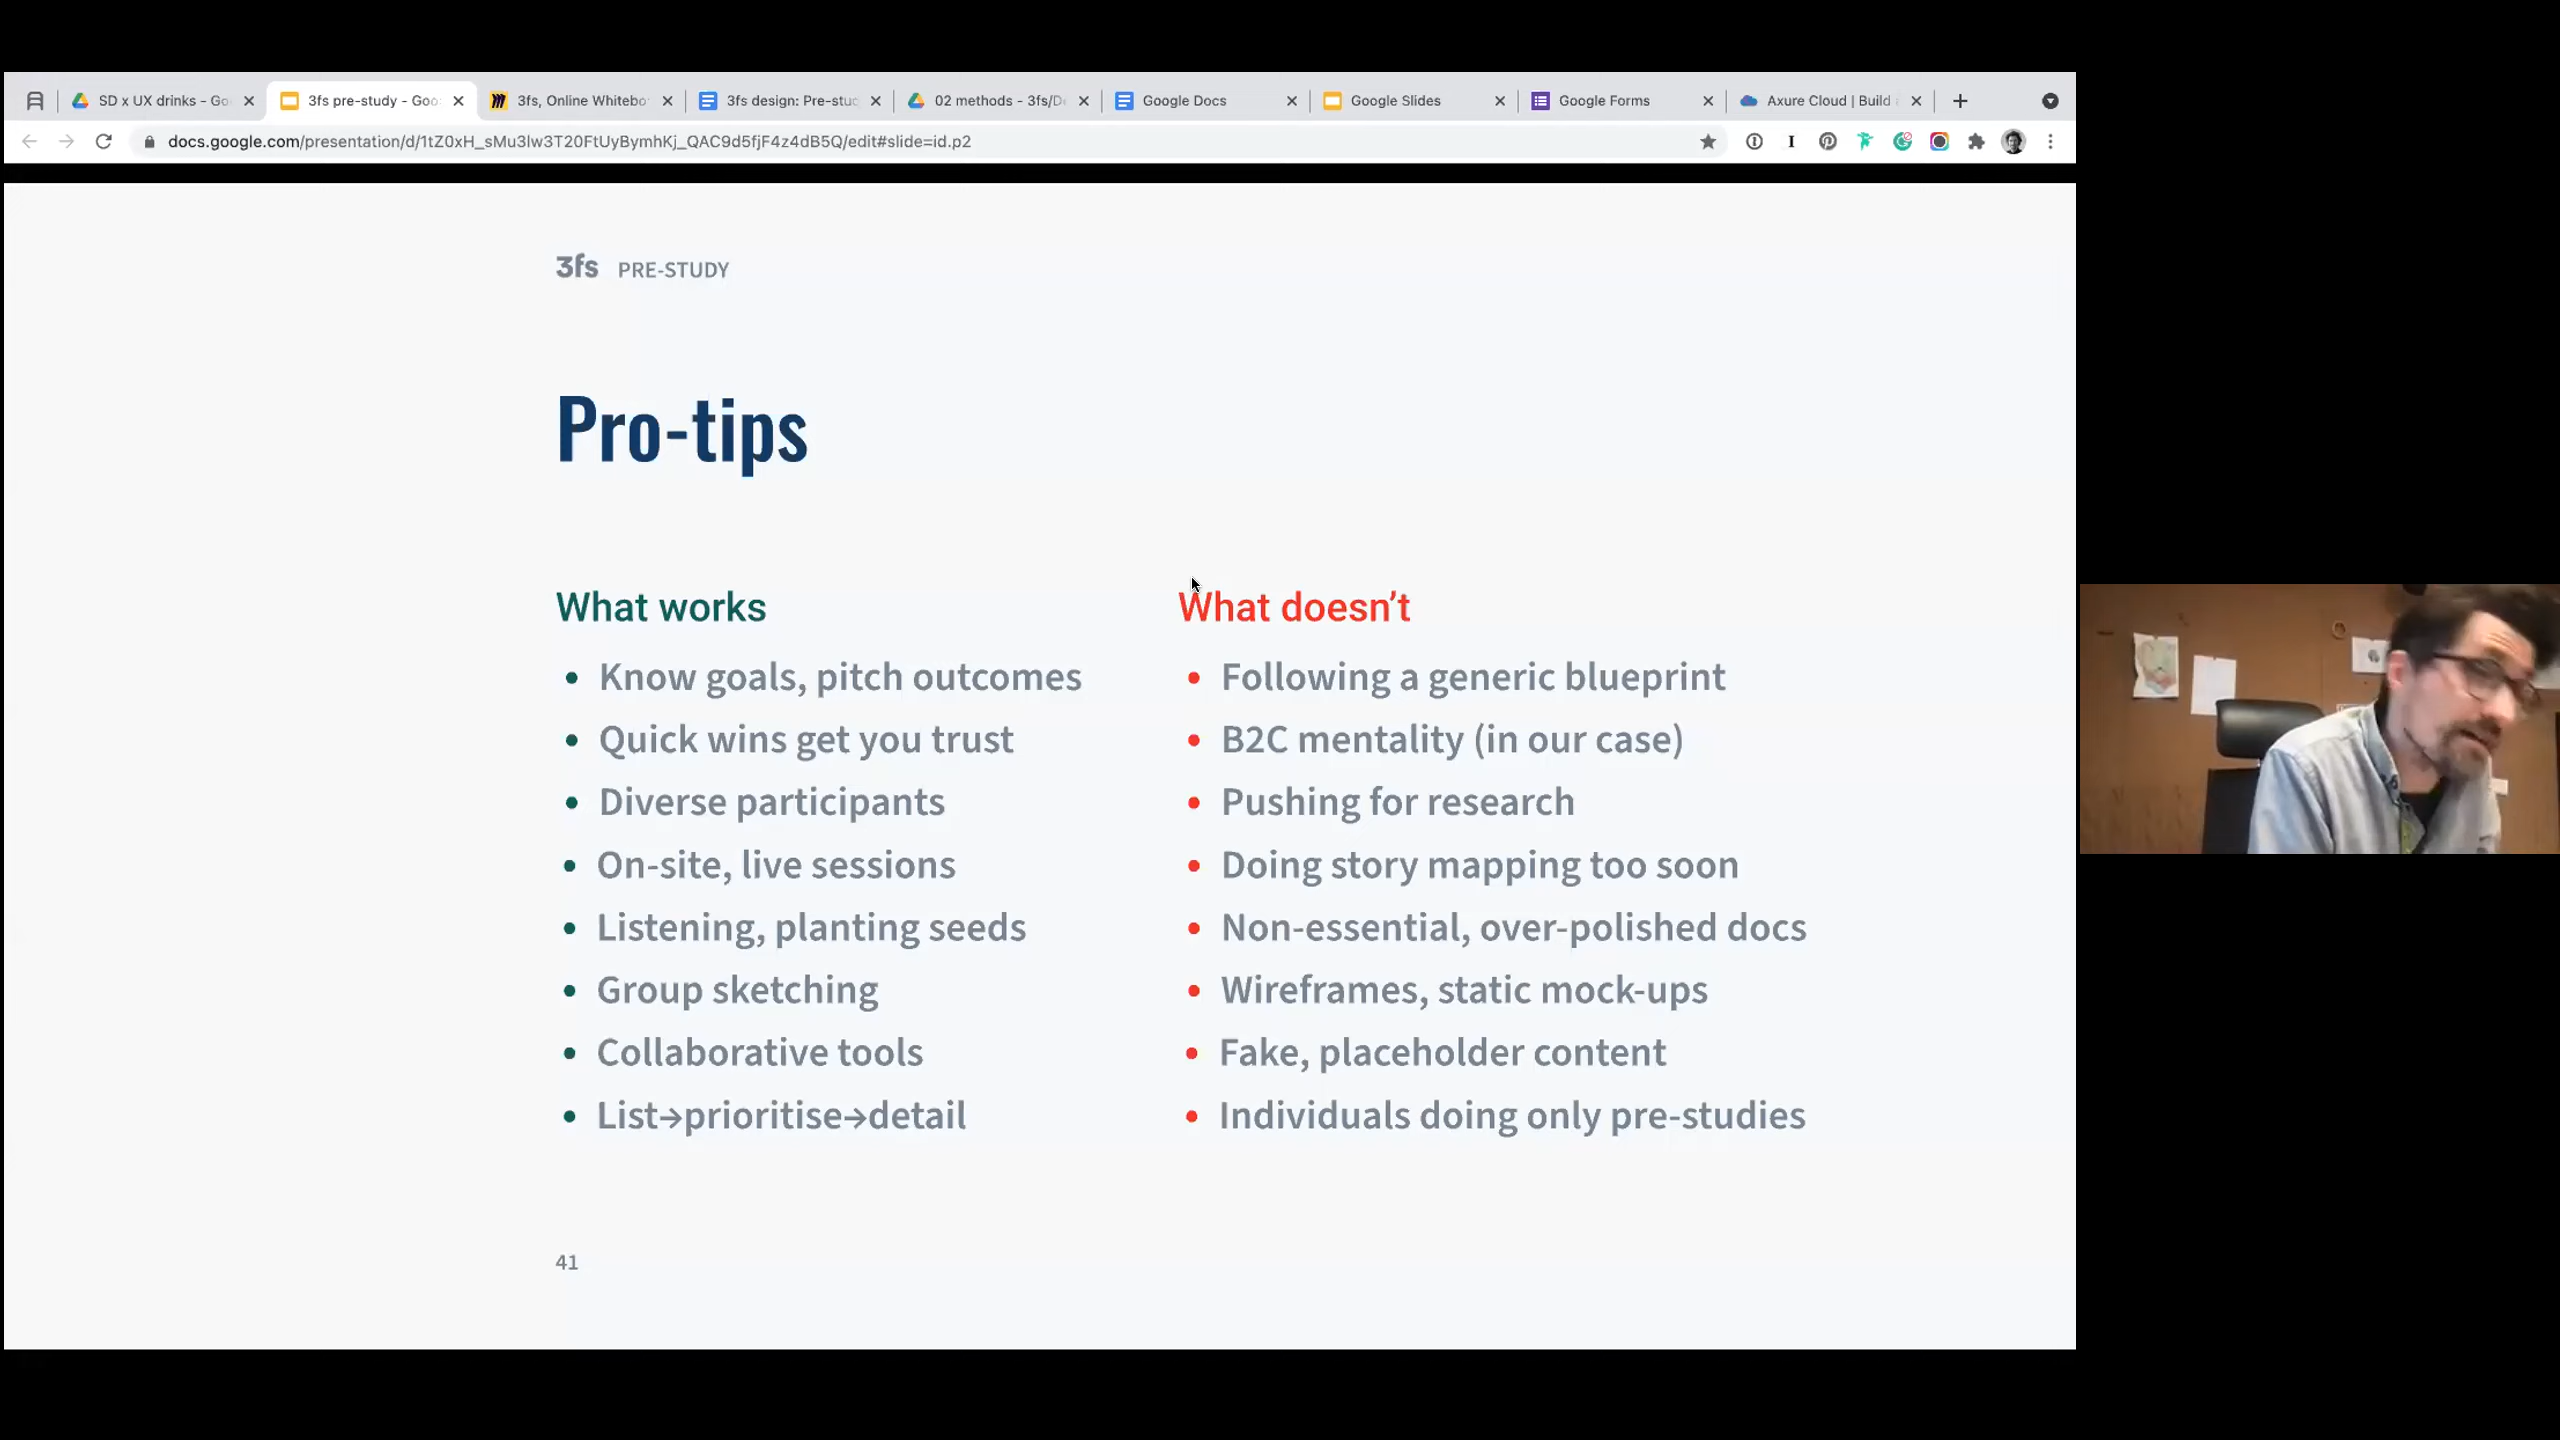 SD x UX drinks - Go
3fs pre-study - Goo
3fs, Online Whitebo
3fs design: Pre-stud
02 methods - 3fs/De
Google Docs
Google Slides
Google Forms
Axure Cloud | Build
docs.google.com/presentation/d/1tZ0xH_sMu3lw3T20FtUyBymhKj_QAC9d5fjF4z4dB5Q/edit#slide=id.p2
3fs PRE-STUDY
Pro-tips
What works
• Know goals, pitch outcomes
• Quick wins get you trust
• Diverse participants
• On-site, live sessions
• Listening, planting seeds
• Group sketching
• Collaborative tools
• List→prioritise→detail
What doesn’t
• Following a generic blueprint
• B2C mentality (in our case)
• Pushing for research
• Doing story mapping too soon
• Non-essential, over-polished docs
• Wireframes, static mock-ups
• Fake, placeholder content
• Individuals doing only pre-studies
41